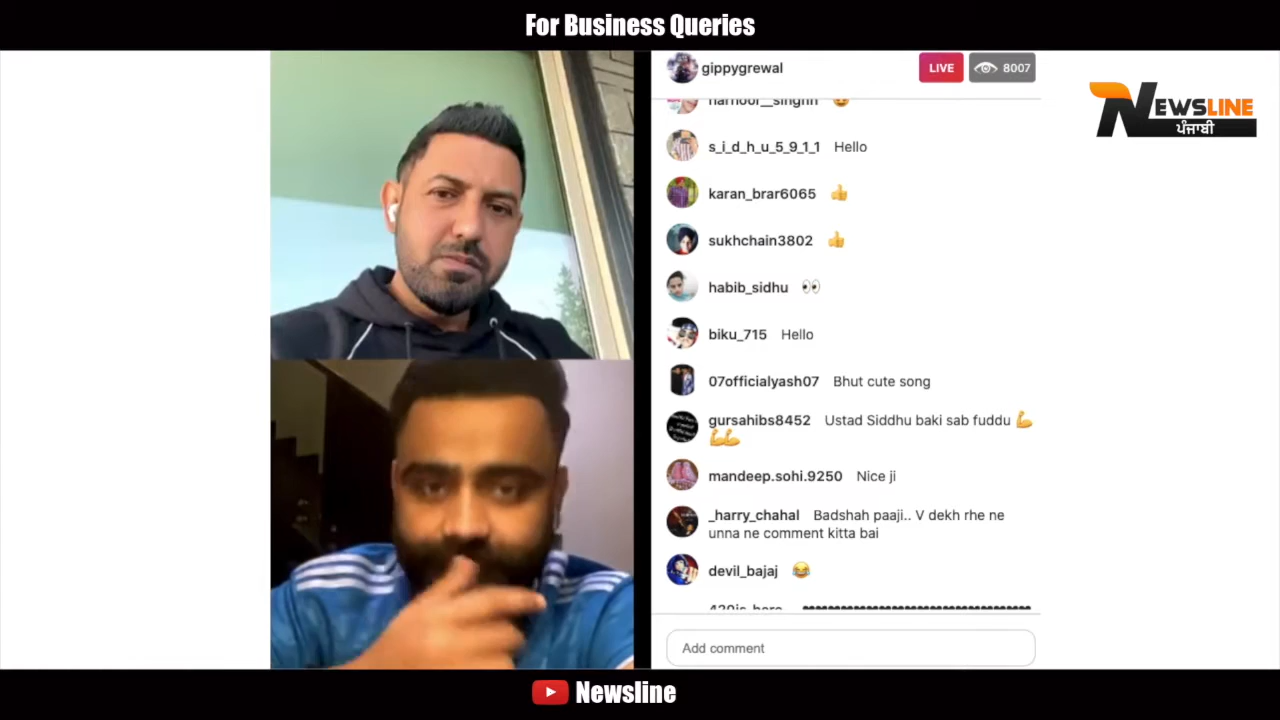 For Business Queries
gippygrewal
LIVE
8007
NEWSLINE
ਪੰਜਾਬੀ
harnoor__singhh 🤩
s_i_d_h_u_5_9_1_1 Hello
karan_brar6065 👍
sukhchain3802 👍
habib_sidhu 👀
biku_715 Hello
07officialyash07 Bhut cute song
gursahibs8452 Ustad Siddhu baki sab fuddu 💪
💪💪
mandeep.sohi.9250 Nice ji
_harry_chahal Badshah paaji.. V dekh rhe ne
unna ne comment kitta bai
devil_bajaj 😂
Add comment
Newsline